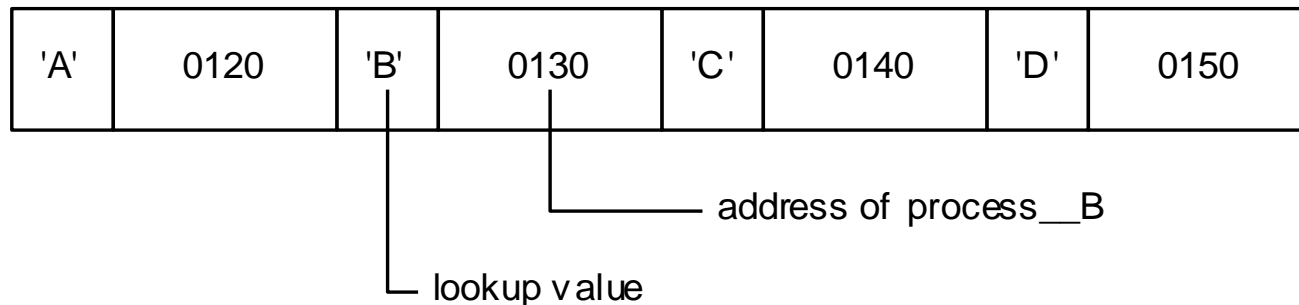 'A' 0120 'B' 0130 'C' 0140 'D' 0150
address of process__B
lookup value